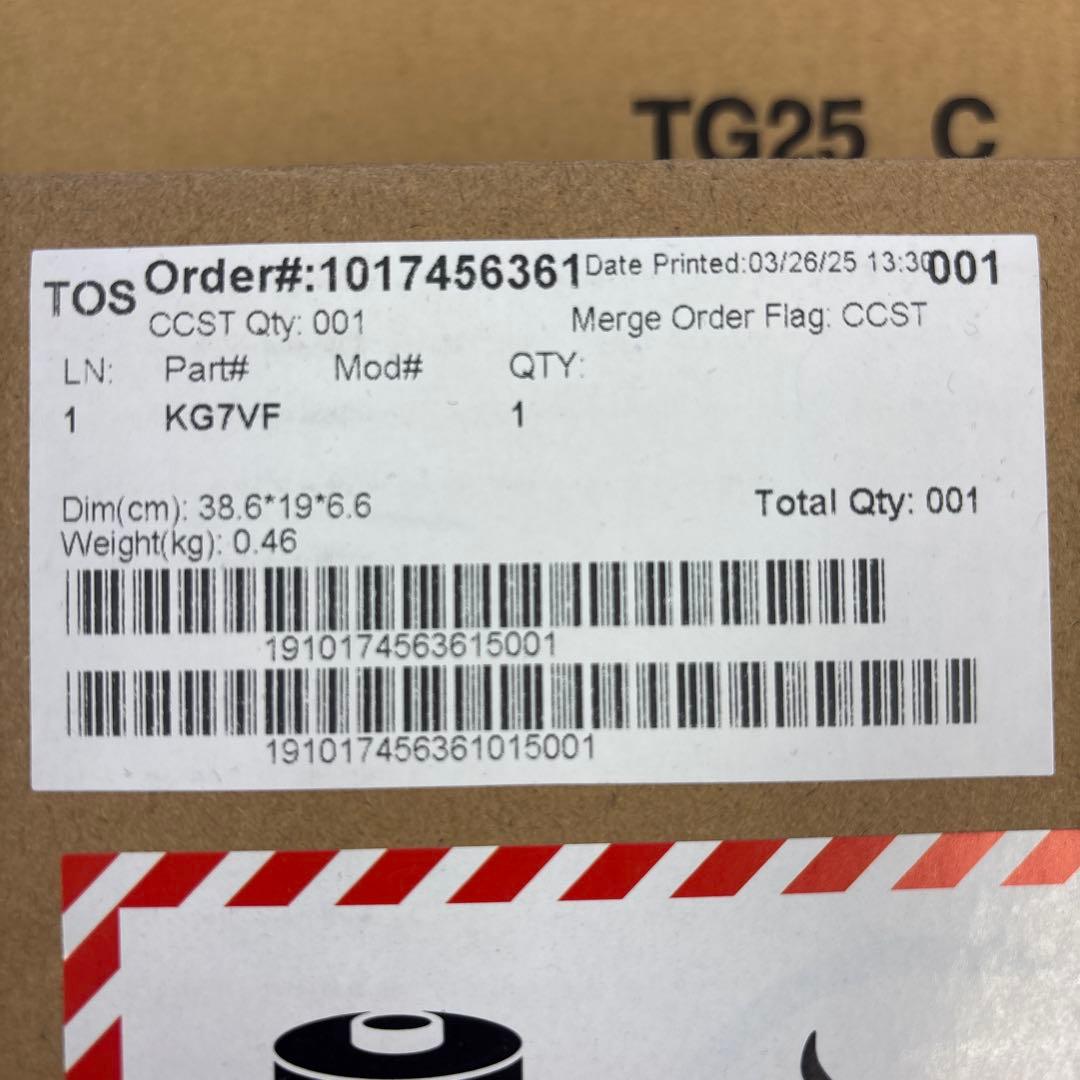 TG25 C
TOS Order#:1017456361 Date Printed:03/26/25 13:30 001
CCST Qty: 001 Merge Order Flag: CCST
LN: Part# Mod# QTY:
1 KG7VF 1
Dim(cm): 38.6*19*6.6 Total Qty: 001
Weight(kg): 0.46
1910174563615001
191017456361015001